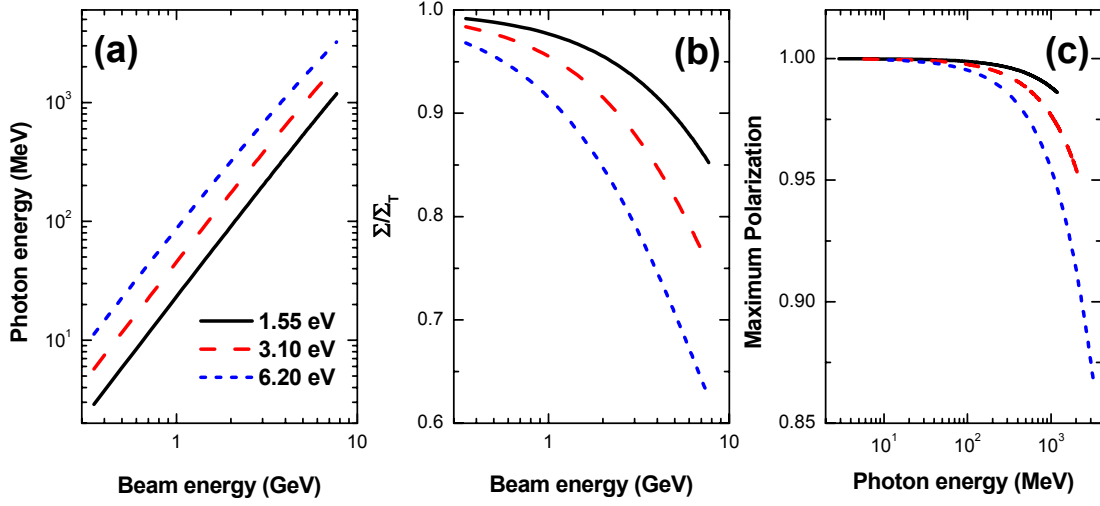 (a)
Photon energy (MeV)
10³
10²
10¹
1.55 eV
3.10 eV
6.20 eV
1
10
Beam energy (GeV)
(b)
Σ/Σ_T
1.0
0.9
0.8
0.7
0.6
1
10
Beam energy (GeV)
(c)
Maximum Polarization
1.00
0.95
0.90
0.85
10¹
10²
10³
Photon energy (MeV)